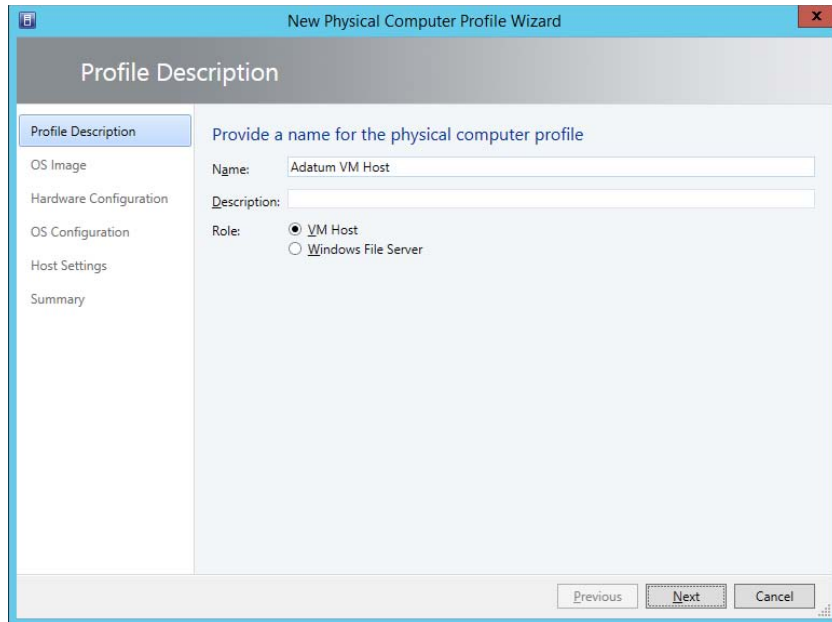 New Physical Computer Profile Wizard
x
Profile Description
Profile Description
OS Image
Hardware Configuration
OS Configuration
Host Settings
Summary
Provide a name for the physical computer profile
Name: Adatum VM Host
Description:
Role: VM Host
Windows File Server
Previous Next Cancel